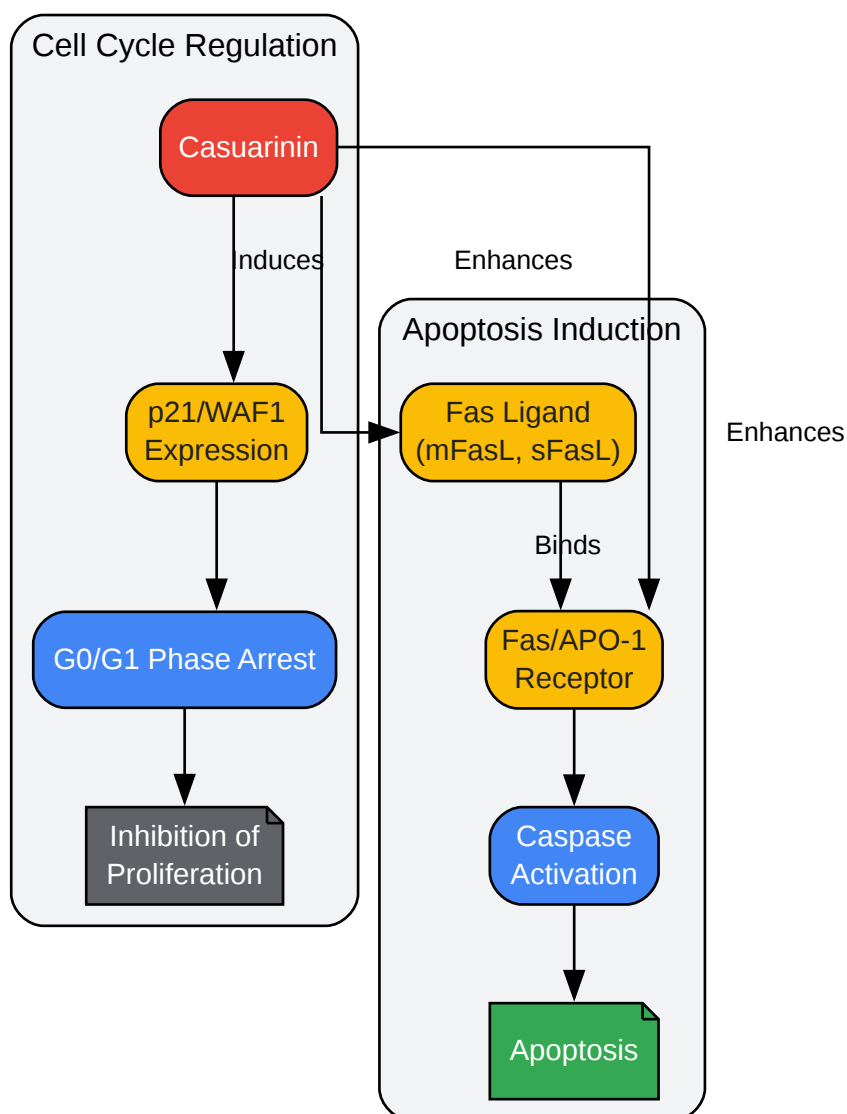 Cell Cycle Regulation
Casuarinin
Induces
Enhances
Apoptosis Induction
p21/WAF1
Expression
Fas Ligand
(mFasL, sFasL)
Enhances
Binds
G0/G1 Phase Arrest
Fas/APO-1
Receptor
Inhibition of
Proliferation
Caspase
Activation
Apoptosis